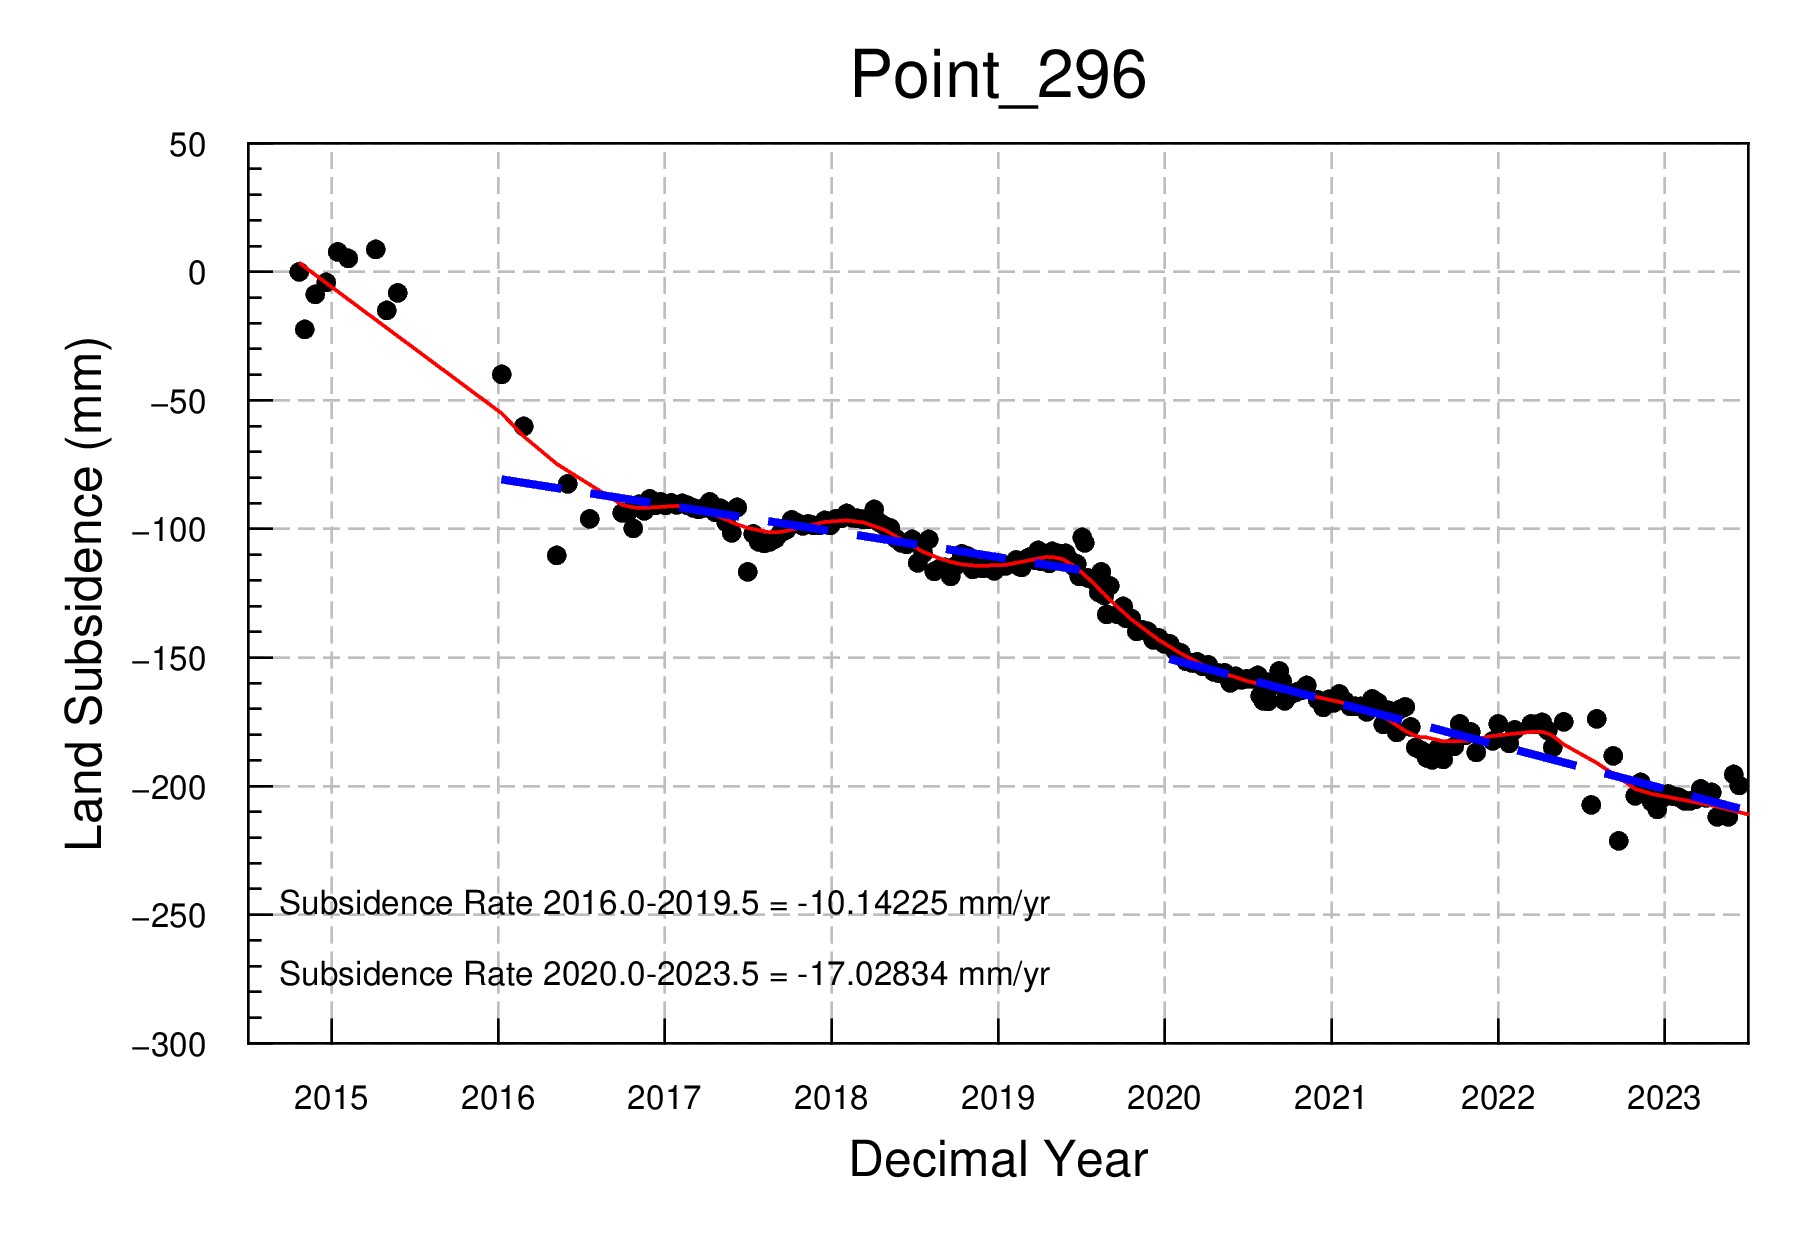 Point_296
50
0
−50
−100
−150
−200
−250
−300
Land Subsidence (mm)
Subsidence Rate 2016.0-2019.5 = -10.14225 mm/yr
Subsidence Rate 2020.0-2023.5 = -17.02834 mm/yr
2015 2016 2017 2018 2019 2020 2021 2022 2023
Decimal Year